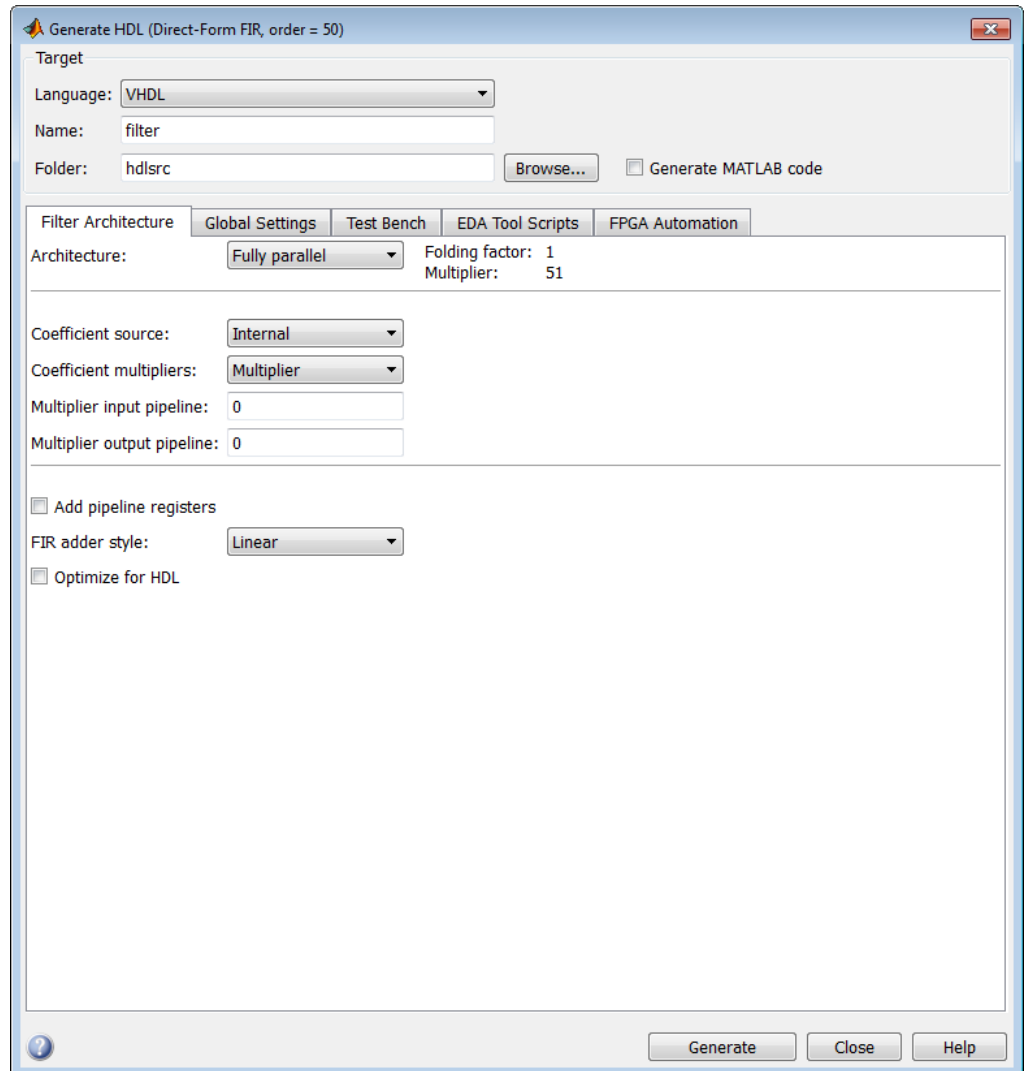 Generate HDL (Direct-Form FIR, order = 50)
Target
Language: VHDL
Name: filter
Folder: hdlsrc Browse... Generate MATLAB code
Filter Architecture Global Settings Test Bench EDA Tool Scripts FPGA Automation
Architecture: Fully parallel Folding factor: 1
Multiplier: 51
Coefficient source: Internal
Coefficient multipliers: Multiplier
Multiplier input pipeline: 0
Multiplier output pipeline: 0
Add pipeline registers
FIR adder style: Linear
Optimize for HDL
? Generate Close Help